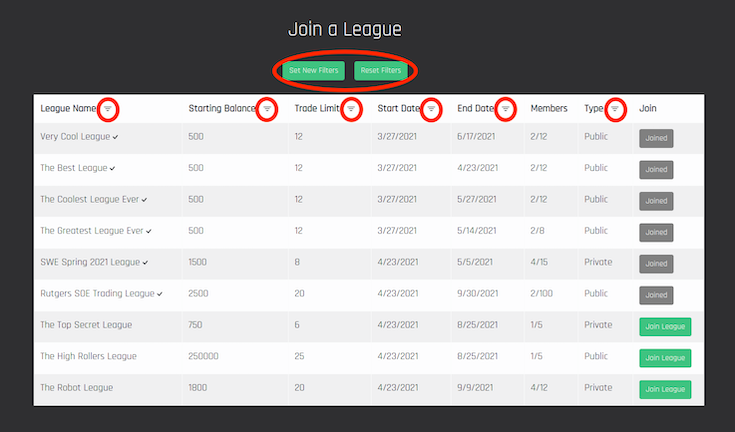 Join a League
Set New Filters Reset Filters
League Name Starting Balance Trade Limit Start Date End Date Members Type Join
Very Cool League ✓ 500 12 3/27/2021 6/17/2021 2/12 Public Joined
The Best League ✓ 500 12 3/27/2021 4/23/2021 2/12 Public Joined
The Coolest League Ever ✓ 500 12 3/27/2021 5/27/2021 2/12 Public Joined
The Greatest League Ever ✓ 500 12 3/27/2021 5/14/2021 2/8 Public Joined
SWE Spring 2021 League ✓ 1500 8 4/23/2021 5/5/2021 4/15 Private Joined
Rutgers SOE Trading League ✓ 2500 20 4/23/2021 9/30/2021 2/100 Public Joined
The Top Secret League 750 6 4/23/2021 8/25/2021 1/5 Private Join League
The High Rollers League 250000 25 4/23/2021 8/25/2021 1/5 Public Join League
The Robot League 1800 20 4/23/2021 9/9/2021 4/12 Private Join League